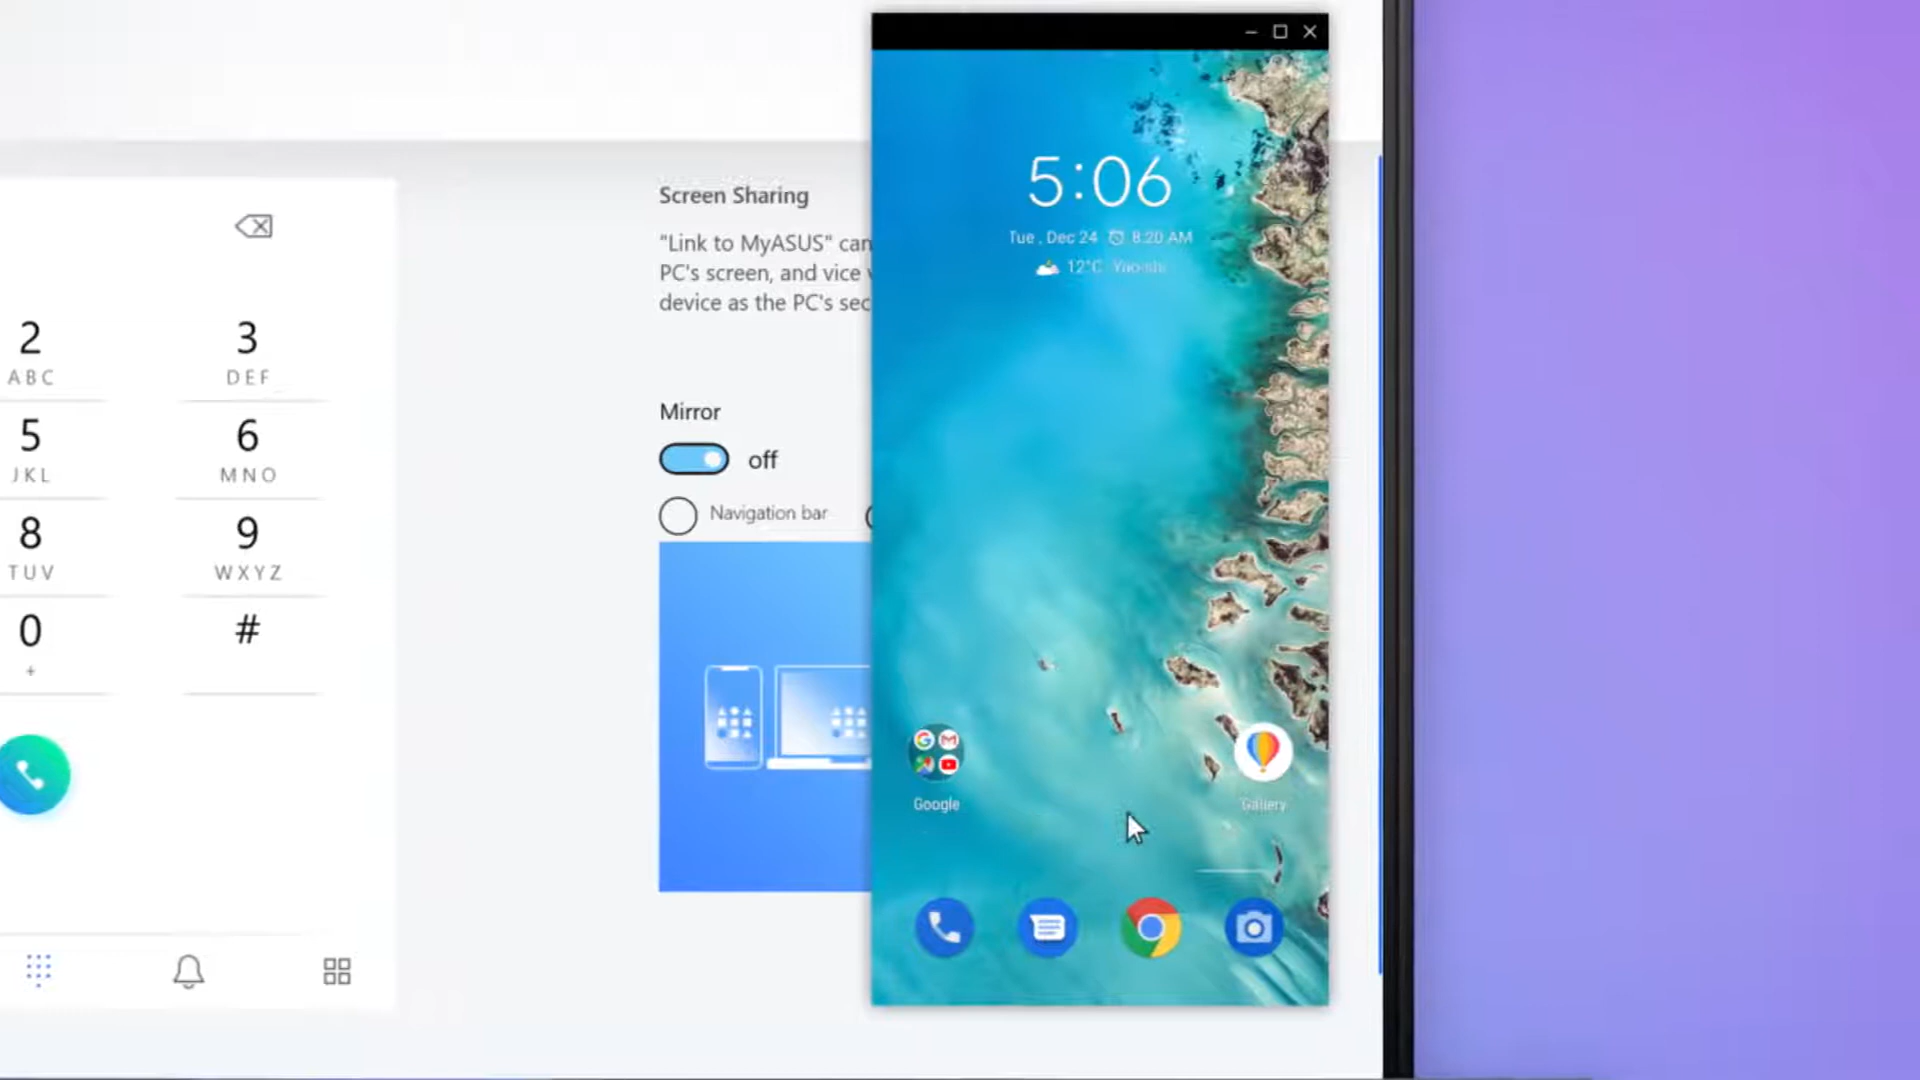 2
ABC
3
DEF
5
JKL
6
MNO
8
TUV
9
WXYZ
0
+
#
Screen Sharing
"Link to MyASUS" can
PC's screen, and vice
device as the PC's sec
Mirror
off
Navigation bar
5:06
Tue , Dec 24 8:20 AM
12°C
Google
Gallery